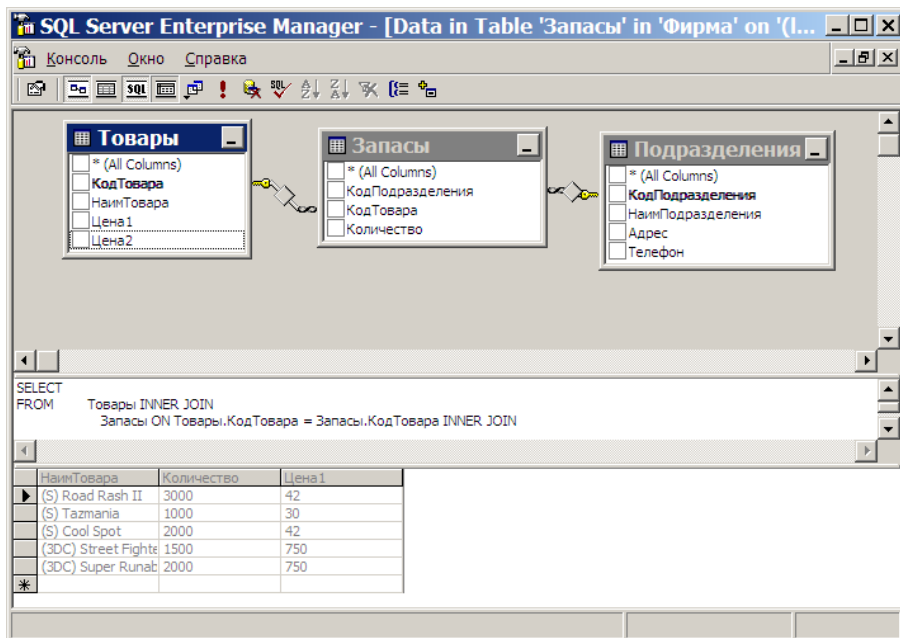 SQL Server Enterprise Manager - [Data in Table 'Запасы' in 'Фирма' on '(l...
Консоль Окно Справка
Товары
* (All Columns)
КодТовара
НаимТовара
Цена1
Цена2
Запасы
* (All Columns)
КодПодразделения
КодТовара
Количество
Подразделения
* (All Columns)
КодПодразделения
НаимПодразделения
Адрес
Телефон
SELECT
FROM Товары INNER JOIN
Запасы ON Товары.КодТовара = Запасы.КодТовара INNER JOIN
НаимТовара Количество Цена1
(S) Road Rash II 3000 42
(S) Tazmania 1000 30
(S) Cool Spot 2000 42
(3DC) Street Fighte 1500 750
(3DC) Super Runab 2000 750